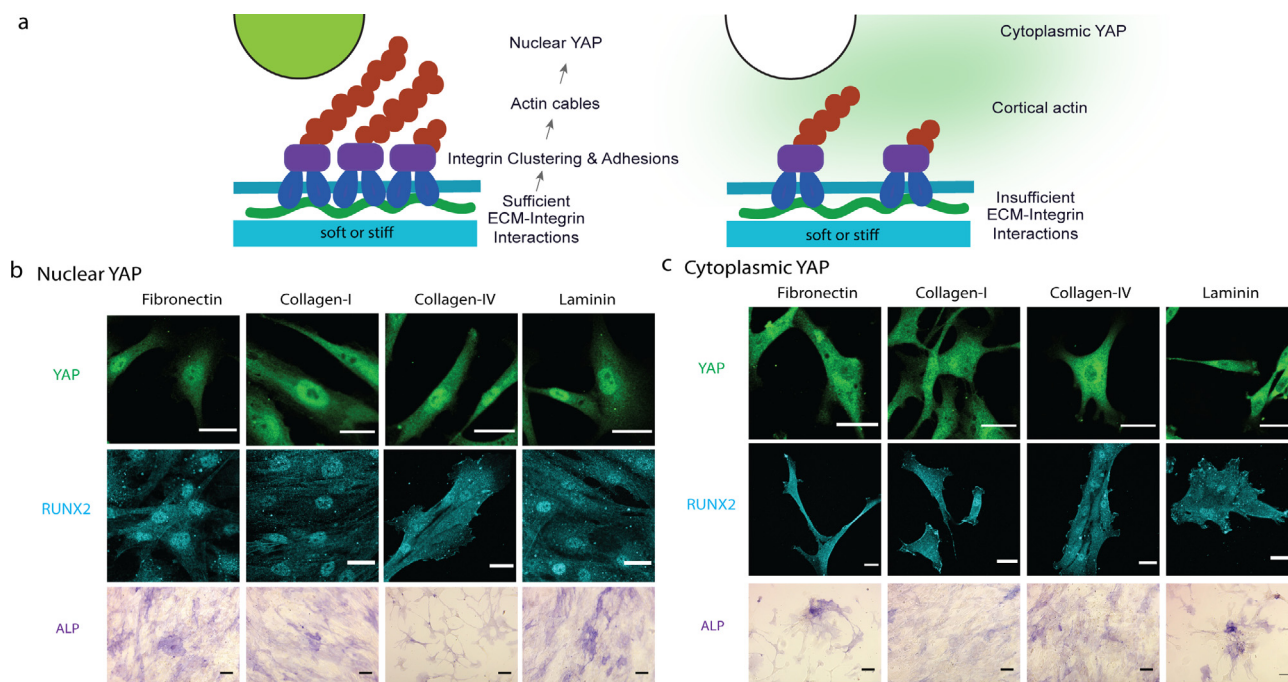 a
Nuclear YAP
Actin cables
Integrin Clustering & Adhesions
Sufficient
ECM-Integrin
Interactions
soft or stiff
Cytoplasmic YAP
Cortical actin
Insufficient
ECM-Integrin
Interactions
soft or stiff
b Nuclear YAP
Fibronectin Collagen-I Collagen-IV Laminin
YAP
RUNX2
ALP
c Cytoplasmic YAP
Fibronectin Collagen-I Collagen-IV Laminin
YAP
RUNX2
ALP